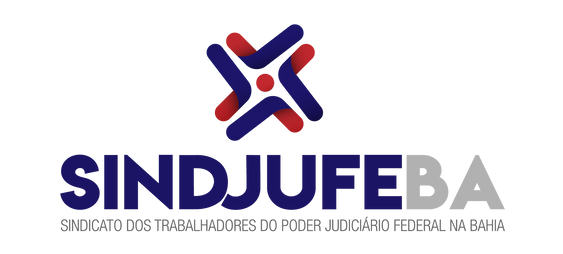 SINDJUFEBA
SINDICATO DOS TRABALHADORES DO PODER JUDICIÁRIO FEDERAL NA BAHIA